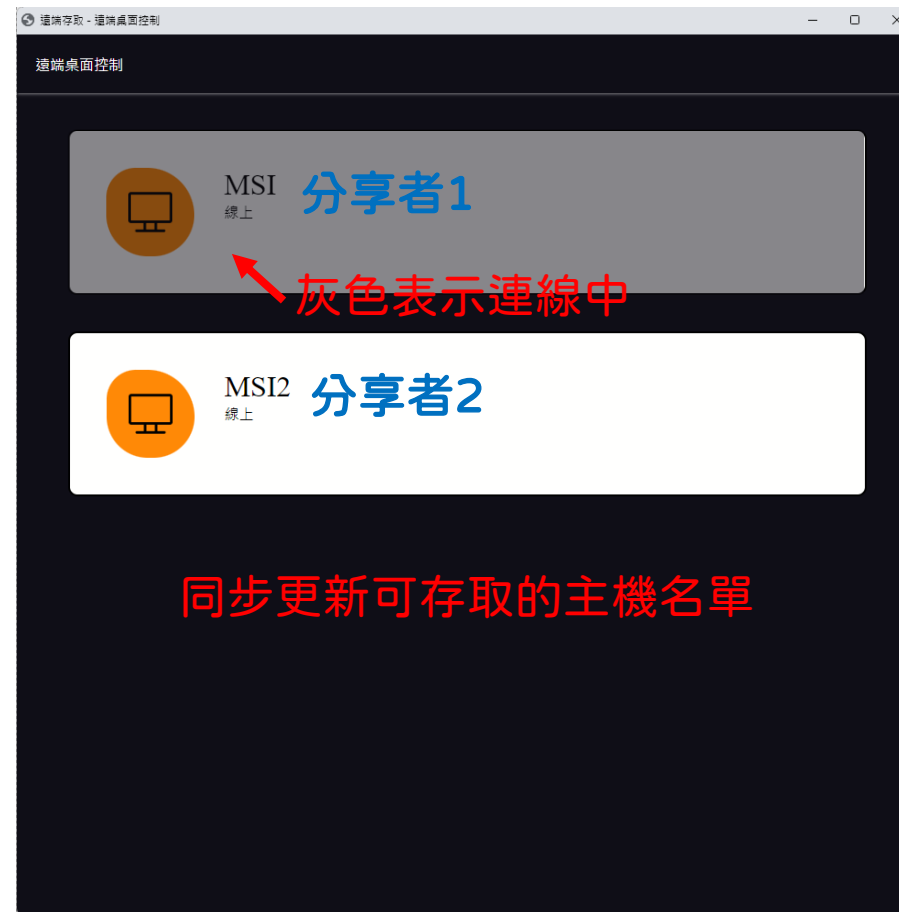 遠端存取 - 遠端桌面控制
遠端桌面控制
MSI 分享者1
線上
灰色表示連線中
MSI2 分享者2
線上
同步更新可存取的主機名單